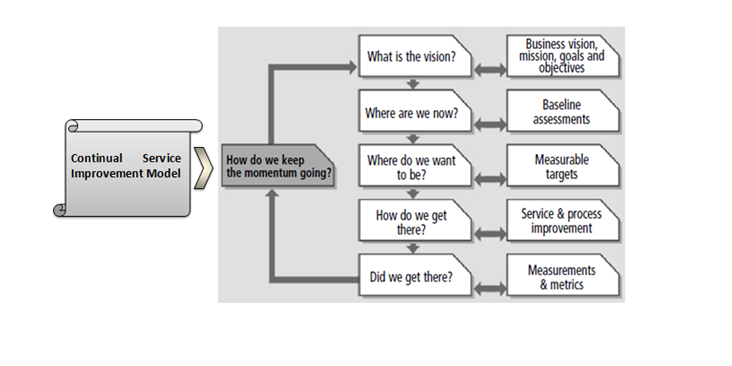 Continual Service
Improvement Model
How do we keep
the momentum going?
What is the vision?
Business vision,
mission, goals and
objectives
Where are we now?
Baseline
assessments
Where do we want
to be?
Measurable
targets
How do we get
there?
Service & process
improvement
Did we get there?
Measurements
& metrics